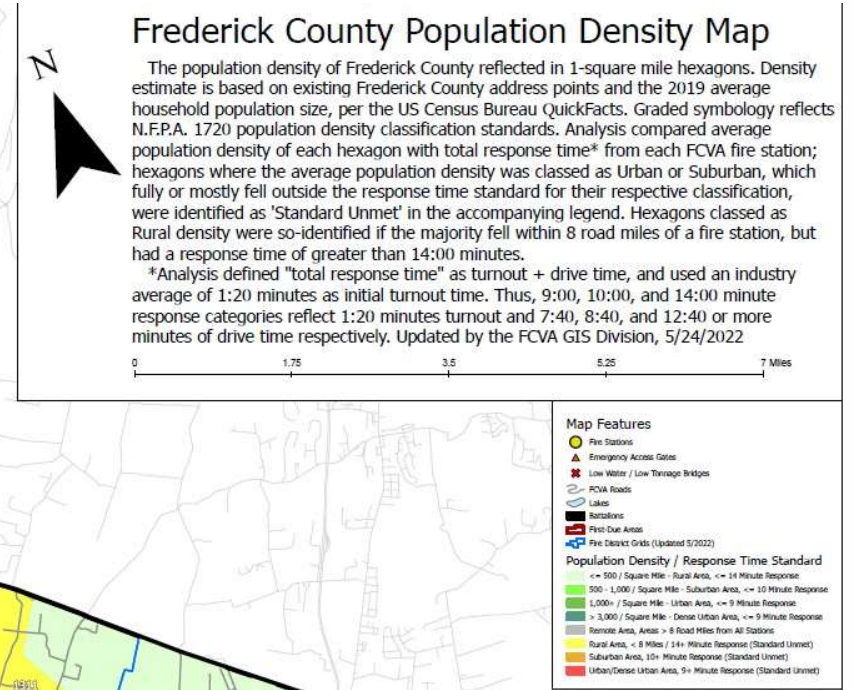 Frederick County Population Density Map
N
The population density of Frederick County reflected in 1-square mile hexagons. Density
estimate is based on existing Frederick County address points and the 2019 average
household population size, per the US Census Bureau QuickFacts. Graded symbology reflects
N.F.P.A. 1720 population density classification standards. Analysis compared average
population density of each hexagon with total response time* from each FCVA fire station;
hexagons where the average population density was classed as Urban or Suburban, which
fully or mostly fell outside the response time standard for their respective classification,
were identified as 'Standard Unmet' in the accompanying legend. Hexagons classed as
Rural density were so-identified if the majority fell within 8 road miles of a fire station, but
had a response time of greater than 14:00 minutes.
*Analysis defined "total response time" as turnout + drive time, and used an industry
average of 1:20 minutes as initial turnout time. Thus, 9:00, 10:00, and 14:00 minute
response categories reflect 1:20 minutes turnout and 7:40, 8:40, and 12:40 or more
minutes of drive time respectively. Updated by the FCVA GIS Division, 5/24/2022
0 1.75 3.5 5.25 7 Miles
Map Features
Fire Stations
Emergency Access Gates
Low Water / Low Tonnage Bridges
FCVA Roads
Lakes
Battalions
First-Due Areas
Fire District Grids (Updated 5/2022)
Population Density / Response Time Standard
<= 500 / Square Mile - Rural Area, <= 14 Minute Response
500 - 1,000 / Square Mile - Suburban Area, <= 10 Minute Response
1,000+ / Square Mile - Urban Area, <= 9 Minute Response
> 3,000 / Square Mile - Dense Urban Area, <= 9 Minute Response
Remote Area, Areas > 8 Road Miles from All Stations
Rural Area, < 8 Miles / 14+ Minute Response (Standard Unmet)
Suburban Area, 10+ Minute Response (Standard Unmet)
Urban/Dense Urban Area, 9+ Minute Response (Standard Unmet)
1311